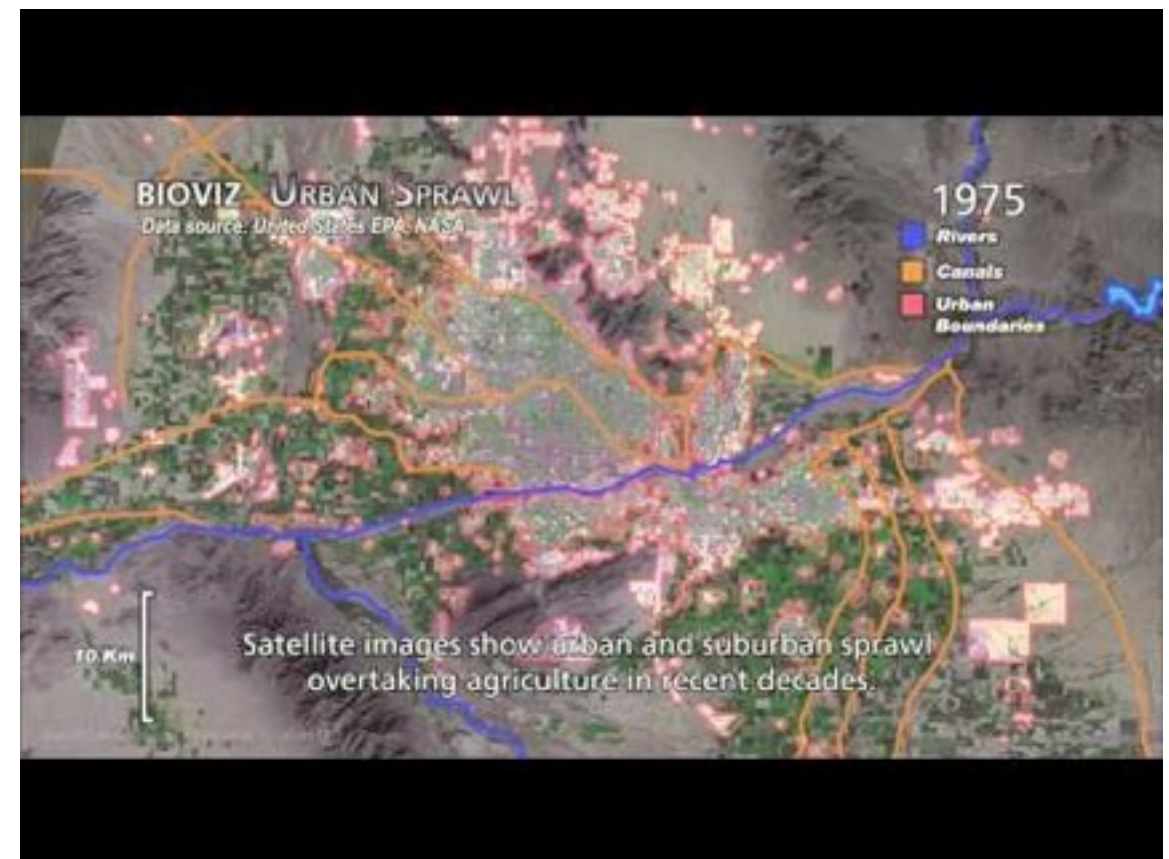 BIOVIZ URBAN SPRAWL
Data source: United States EPA, NASA
1975
Rivers
Canals
Urban
Boundaries
10 Km
Satellite images show urban and suburban sprawl
overtaking agriculture in recent decades.